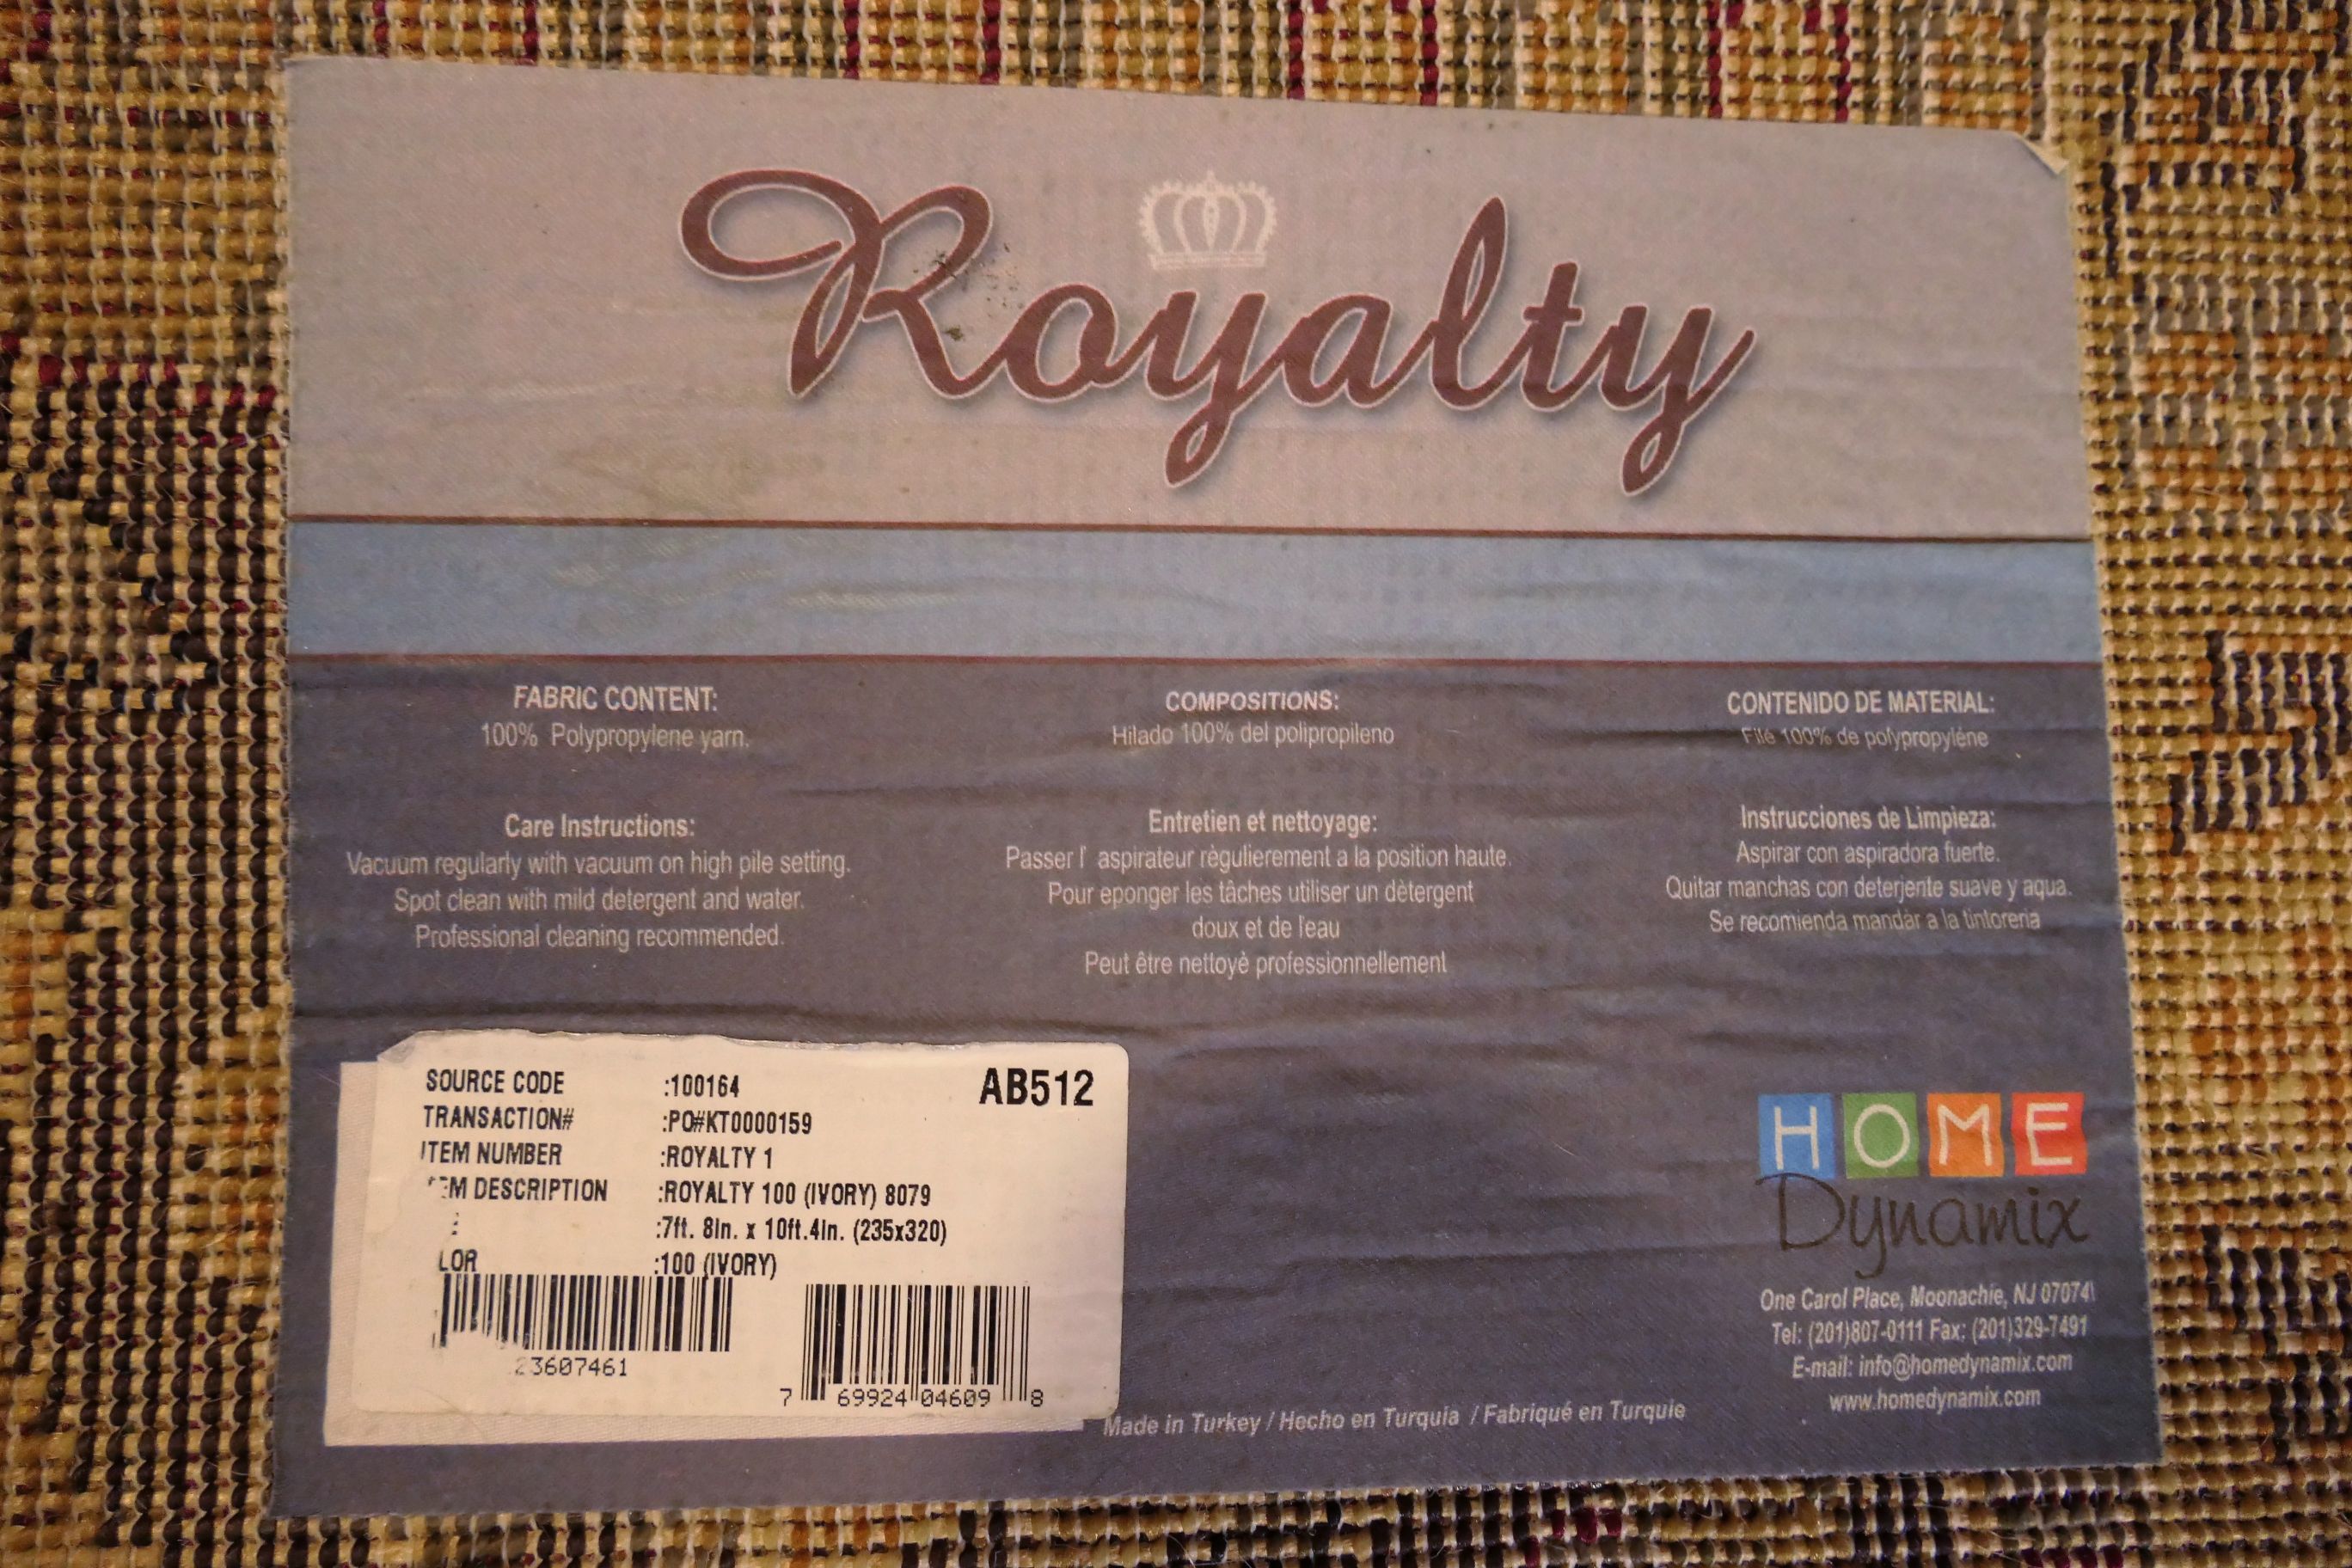 Royalty
FABRIC CONTENT:
100% Polypropylene yarn.
Care Instructions:
Vacuum regularly with vacuum on high pile setting.
Spot clean with mild detergent and water.
Professional cleaning recommended.
COMPOSITIONS:
Hilado 100% del polipropileno
Entretien et nettoyage:
Passer l' aspirateur règulierement a la position haute.
Pour eponger les tâches utiliser un dètergent
doux et de l'eau
Peut être nettoyè professionnellement
CONTENIDO DE MATERIAL:
Filé 100% de polypropyléne
Instrucciones de Limpieza:
Aspirar con aspiradora fuerte.
Quitar manchas con deterjente suave y aqua.
Se recomienda mandàr a la tintoreria
AB512
SOURCE CODE :100164
TRANSACTION# :PO#KT0000159
ITEM NUMBER :ROYALTY 1
EM DESCRIPTION :ROYALTY 100 (IVORY) 8079
:7ft. 8in. x 10ft.4in. (235x320)
LOR :100 (IVORY)
23607461
7 69924 04609 8
HOME
Dynamix
One Carol Place, Moonachie, NJ 07074\
Tel: (201)807-0111 Fax: (201)329-7491
E-mail: info@homedynamix.com
www.homedynamix.com
Made in Turkey / Hecho en Turquia / Fabriqué en Turquie